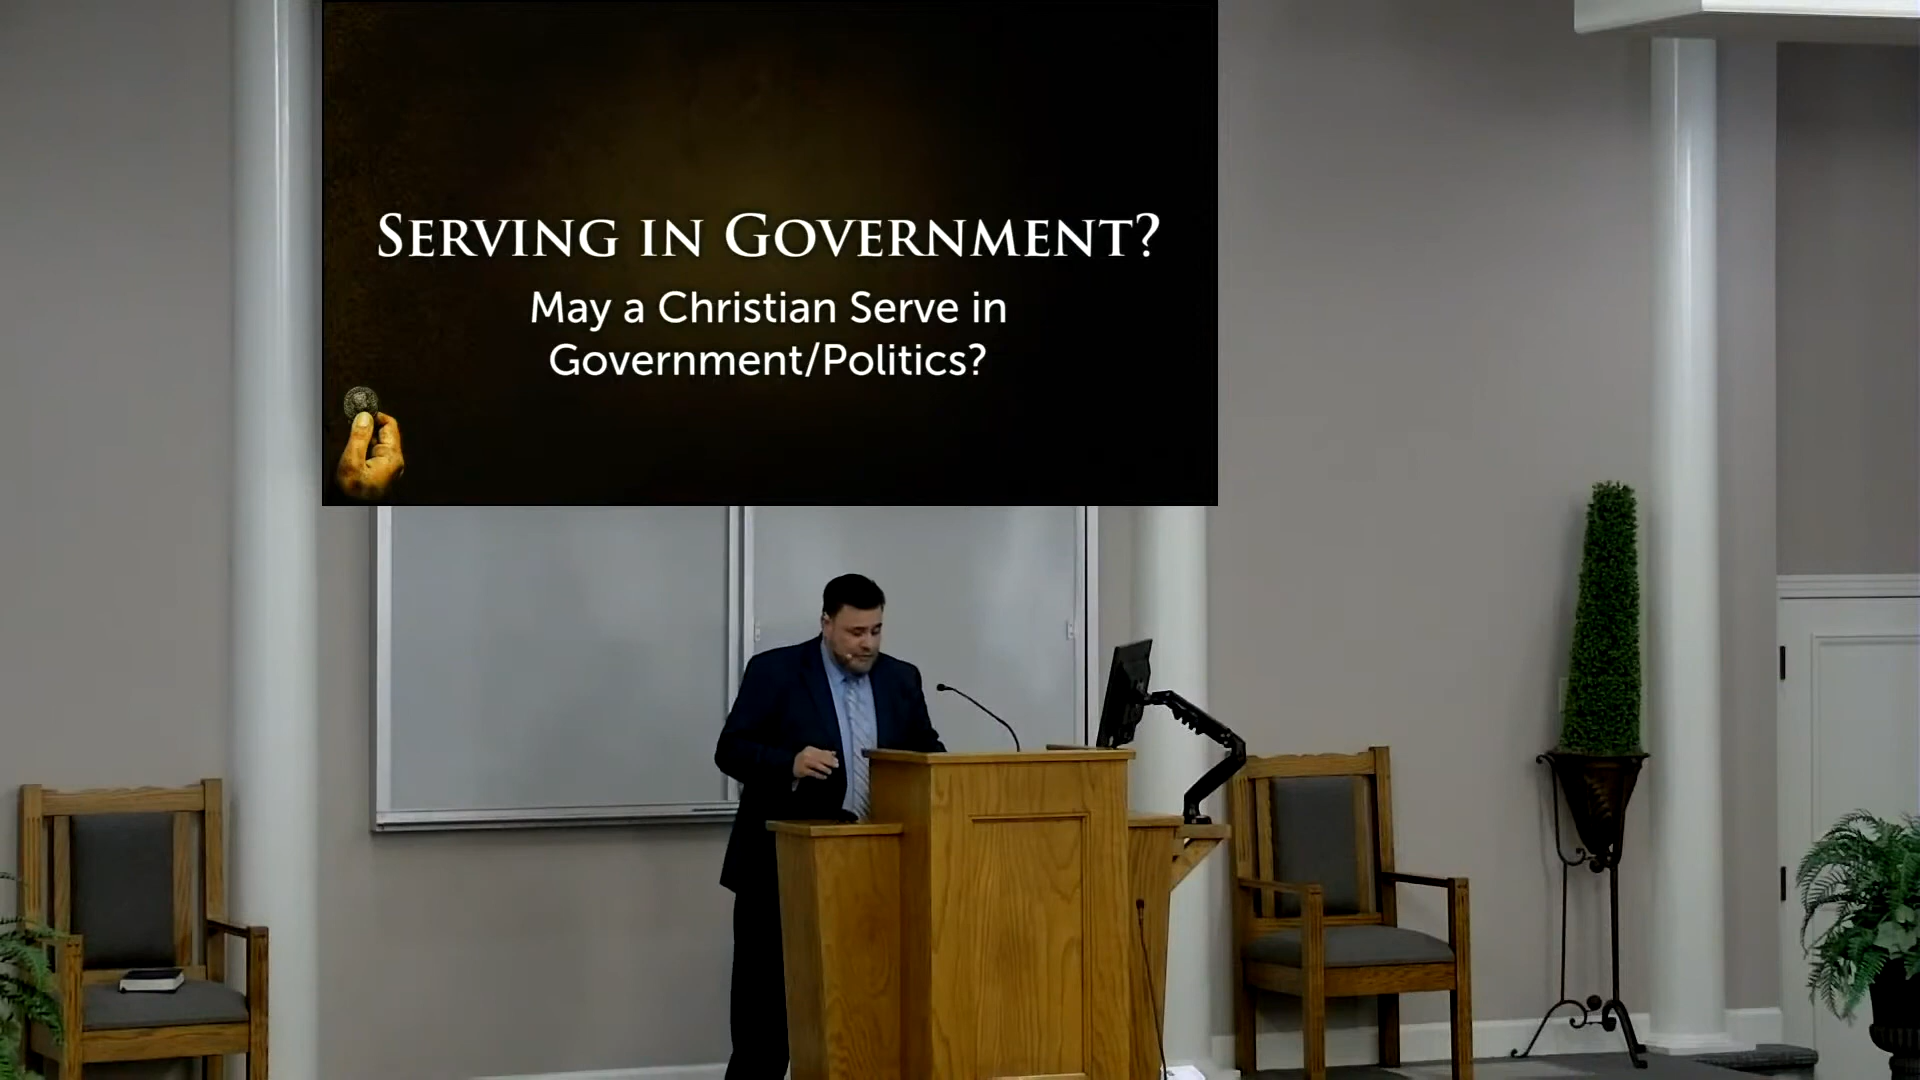 SERVING IN GOVERNMENT?
May a Christian Serve in
Government/Politics?